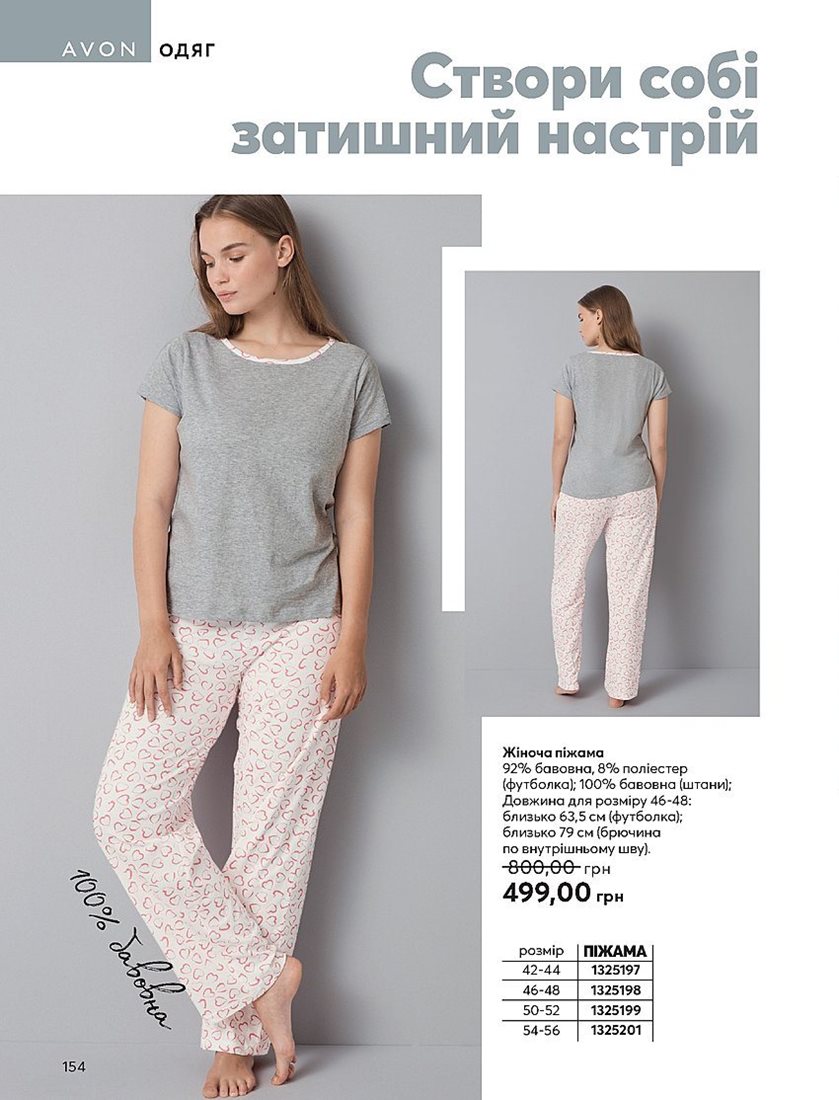 AVON ОДЯГ
Створи собі
затишний настрій
Жіноча піжама
92% бавовна, 8% поліестер
(футболка); 100% бавовна (штани);
Довжина для розміру 46-48:
близько 63,5 см (футболка);
близько 79 см (брючина
по внутрішньому шву).
800,00 грн
499,00 грн
розмір ПІЖАМА
42-44 1325197
46-48 1325198
50-52 1325199
54-56 1325201
100% бавовна
154